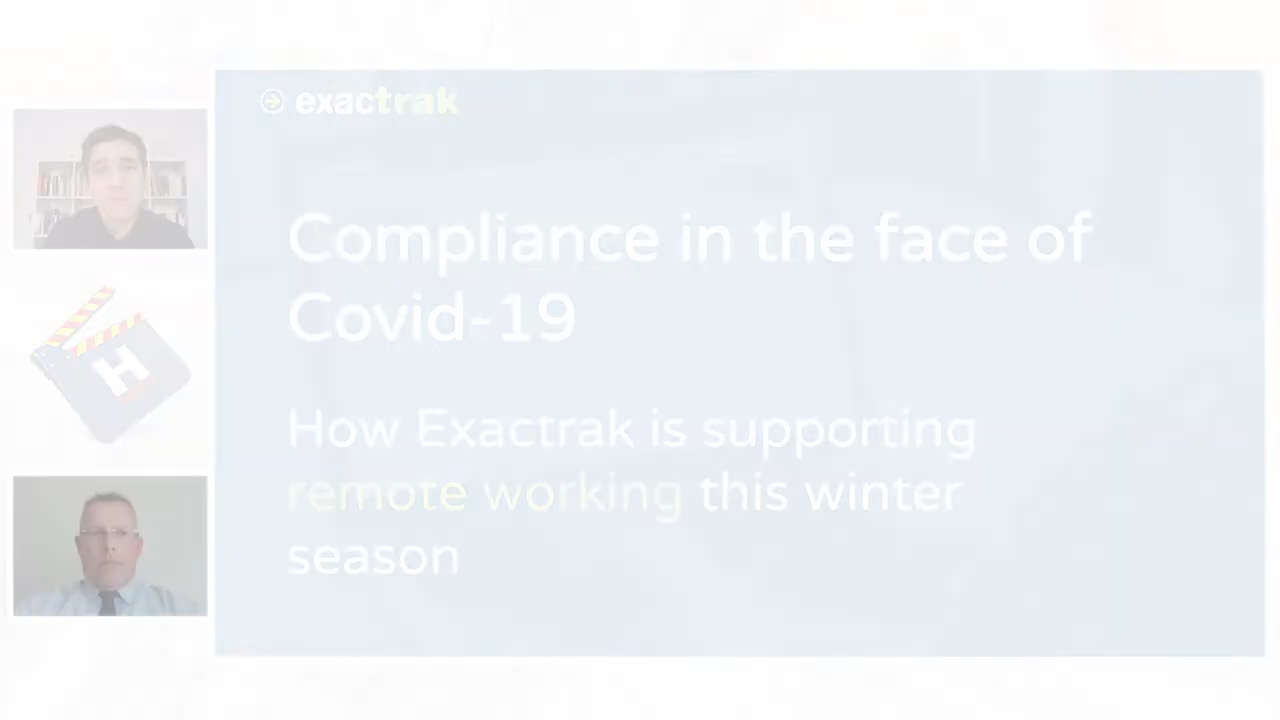 exactrak
Compliance in the face of
Covid-19
H
How Exactrak is supporting
remote working this winter
season